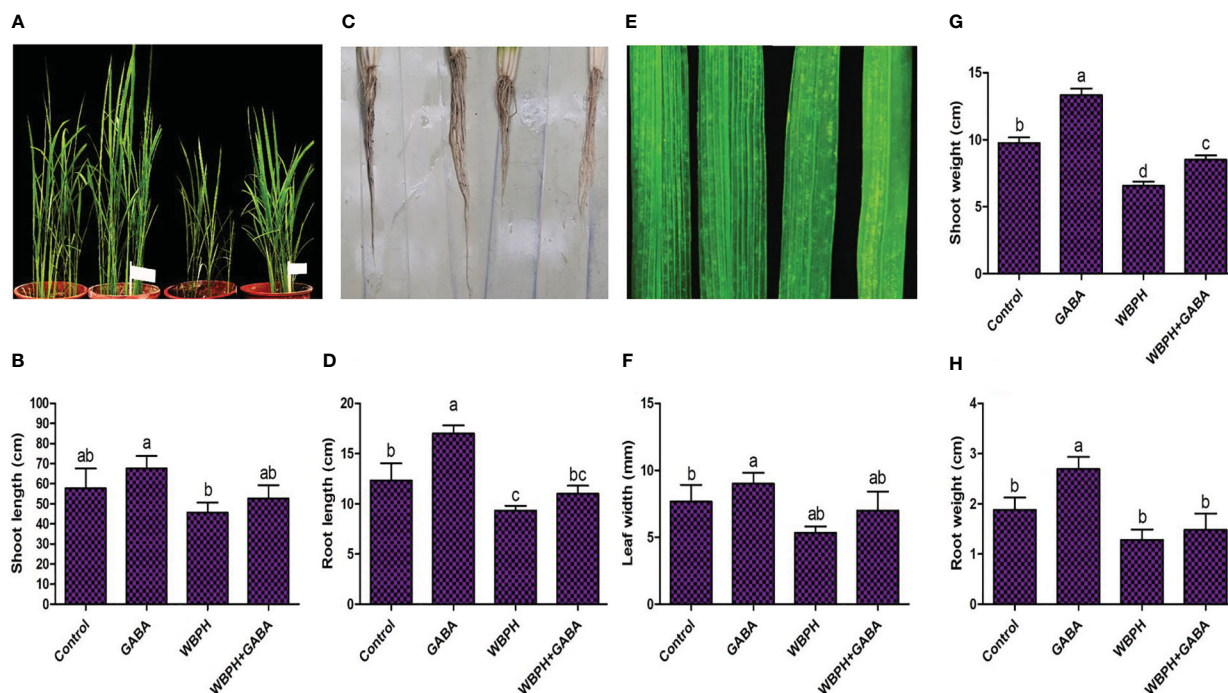 A
C
E
G
Shoot weight (cm)
15
10
5
0
b
a
d
c
Control
GABA
WBPH
WBPH+GABA
B
Shoot length (cm)
100
90
80
70
60
50
40
30
20
10
0
ab
a
b
ab
Control
GABA
WBPH
WBPH+GABA
D
Root length (cm)
20
15
10
5
0
b
a
c
bc
Control
GABA
WBPH
WBPH+GABA
F
Leaf width (mm)
15
10
5
0
b
a
ab
ab
Control
GABA
WBPH
WBPH+GABA
H
Root weight (cm)
4
3
2
1
0
b
a
b
b
Control
GABA
WBPH
WBPH+GABA